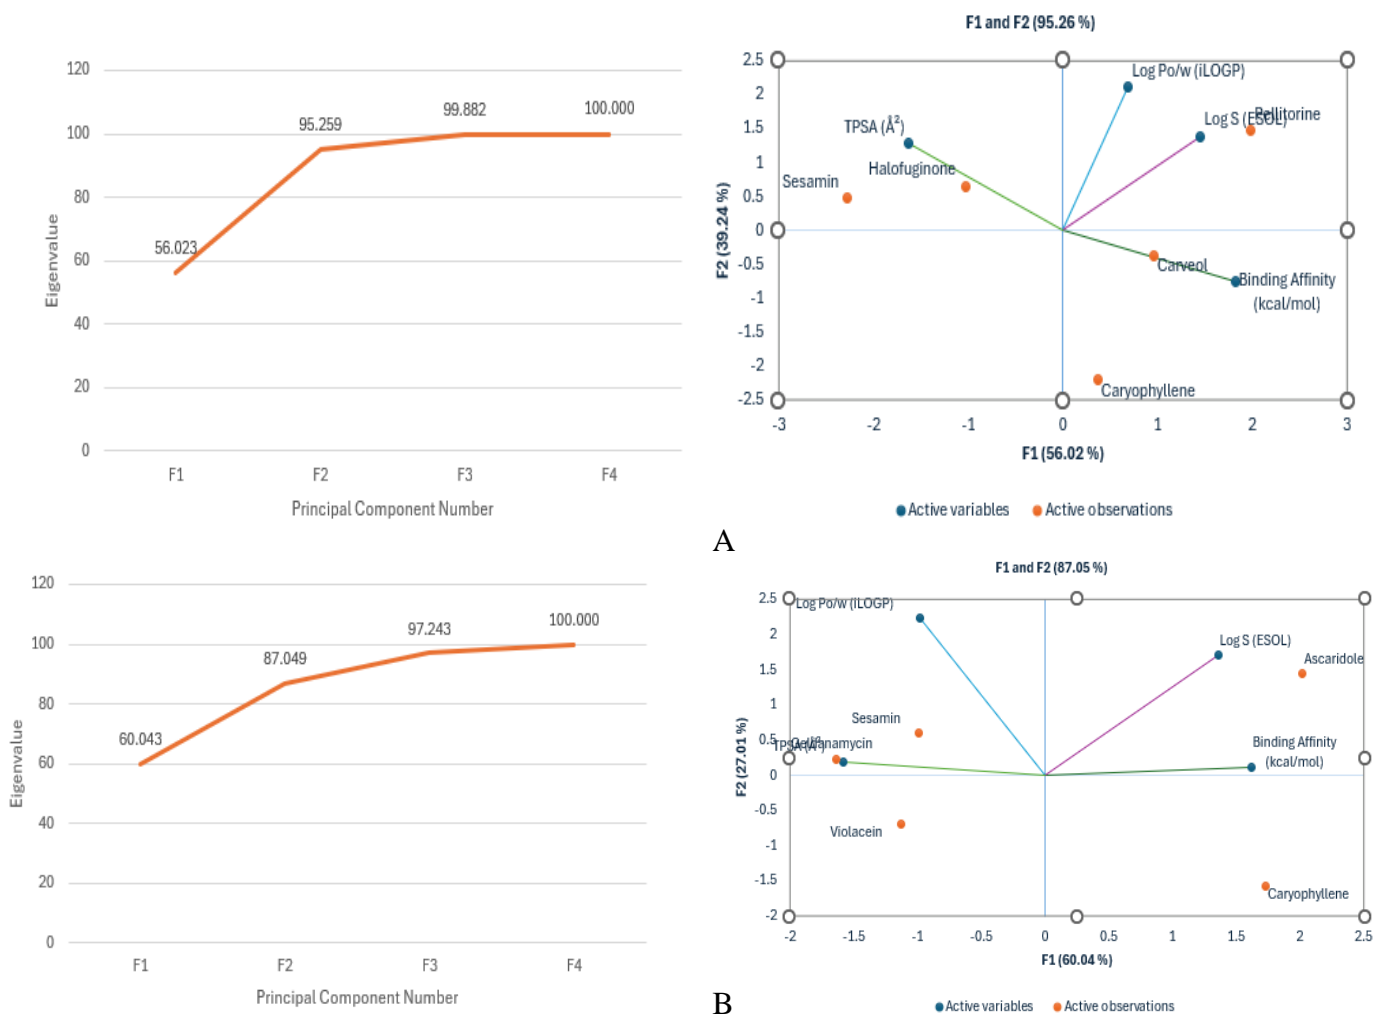 120
100
80
60
40
20
0
Eigenvalue
56.023
95.259
99.882
100.000
F1
F2
F3
F4
Principal Component Number
F1 and F2 (95.26 %)
2.5
2
1.5
1
0.5
0
-0.5
-1
-1.5
-2
-2.5
F2 (39.24 %)
Log Po/w (iLOGP)
Log S (ESOL)
Pellitorine
TPSA (Å²)
Halofuginone
Sesamin
Carveol
Binding Affinity
(kcal/mol)
Caryophyllene
-3
-2
-1
0
1
2
3
F1 (56.02 %)
Active variables
Active observations
A
120
100
80
60
40
20
0
Eigenvalue
60.043
87.049
97.243
100.000
F1
F2
F3
F4
Principal Component Number
F1 and F2 (87.05 %)
2.5
2
1.5
1
0.5
0
-0.5
-1
-1.5
-2
F2 (27.01 %)
Log Po/w (iLOGP)
Log S (ESOL)
Ascaridole
Sesamin
TPSA (Å²)
Binding Affinity
(kcal/mol)
Violacein
Caryophyllene
-2
-1.5
-1
-0.5
0
0.5
1
1.5
2
2.5
F1 (60.04 %)
Active variables
Active observations
B